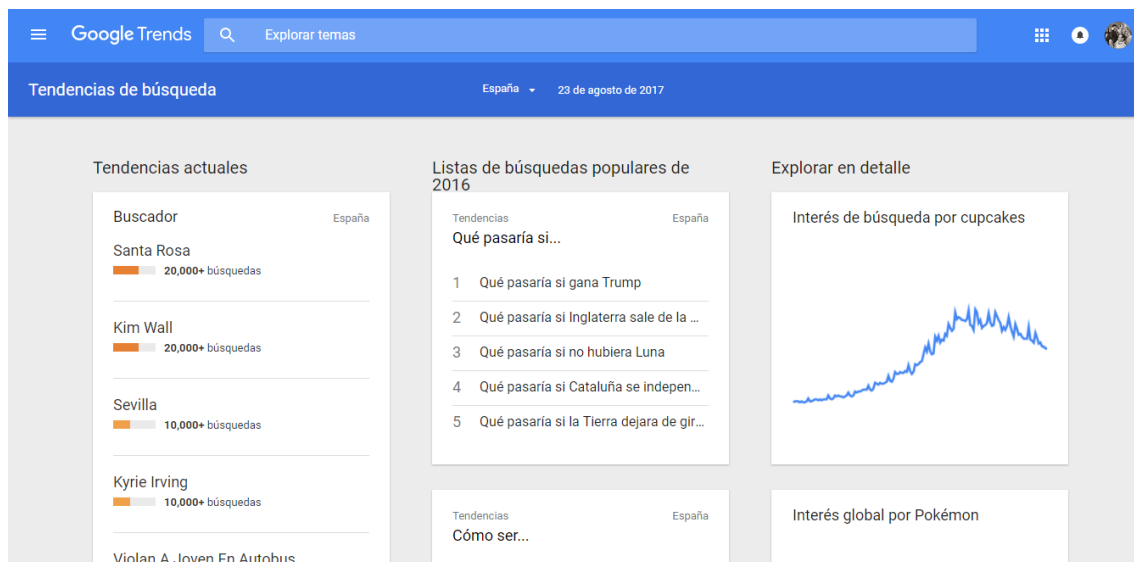 Google Trends
Explorar temas
Tendencias de búsqueda
España
23 de agosto de 2017
Tendencias actuales
Buscador
España
Santa Rosa
20,000+ búsquedas
Kim Wall
20,000+ búsquedas
Sevilla
10,000+ búsquedas
Kyrie Irving
10,000+ búsquedas
Violan A Joven En Autobus
Listas de búsquedas populares de
2016
Tendencias
España
Qué pasaría si...
1 Qué pasaría si gana Trump
2 Qué pasaría si Inglaterra sale de la ...
3 Qué pasaría si no hubiera Luna
4 Qué pasaría si Cataluña se indepen...
5 Qué pasaría si la Tierra dejara de gir...
Tendencias
España
Cómo ser...
Explorar en detalle
Interés de búsqueda por cupcakes
Interés global por Pokémon